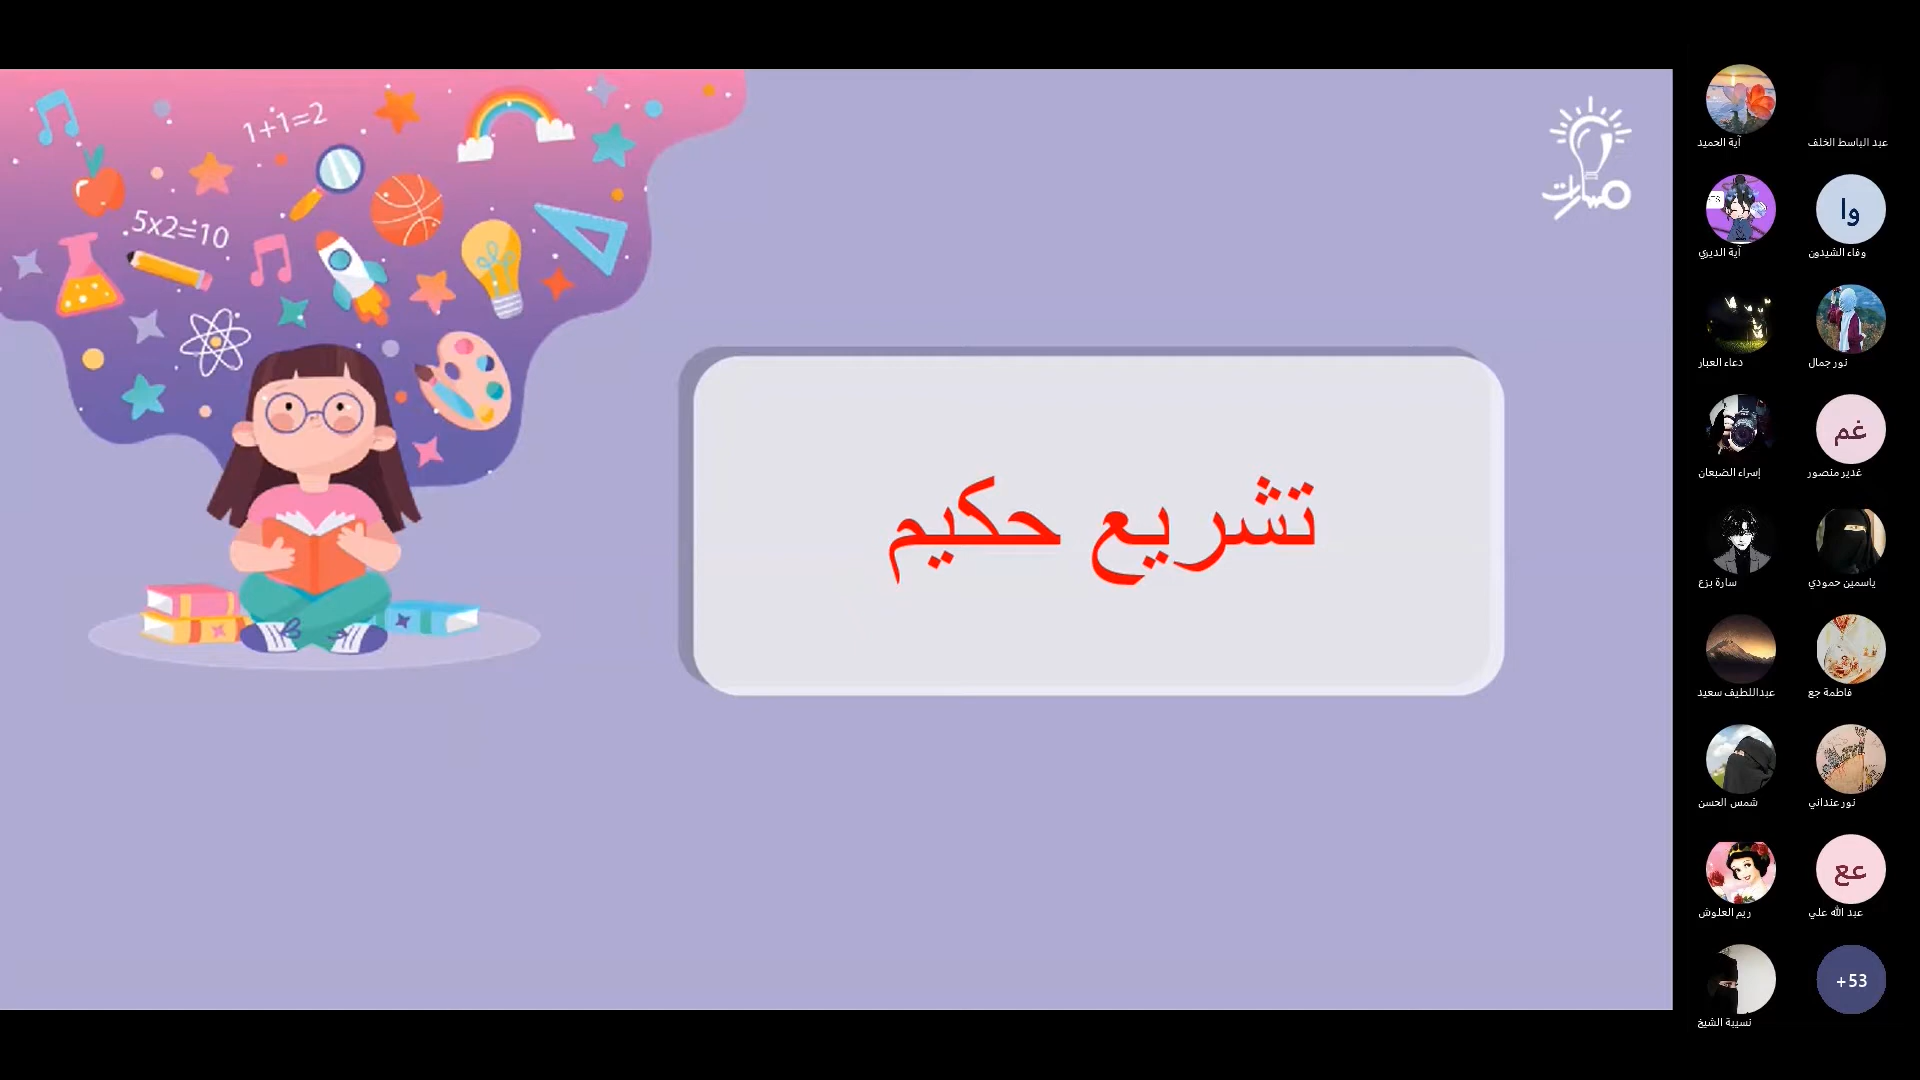 1+1=2
5x2=10
مسارات
تشريع حكيم
آية الحميد
عبد الباسط الخلف
آية الديري
وا
وفاء الشيدون
دعاء العبار
نور جمال
إسراء الضبعان
غم
غدير منصور
سارة بزع
ياسمين حمودي
عبداللطيف سعيد
فاطمة جع
شمس الحسن
نور عنداني
ريم العلوش
عع
عبد الله علي
نسيبة الشيخ
+53